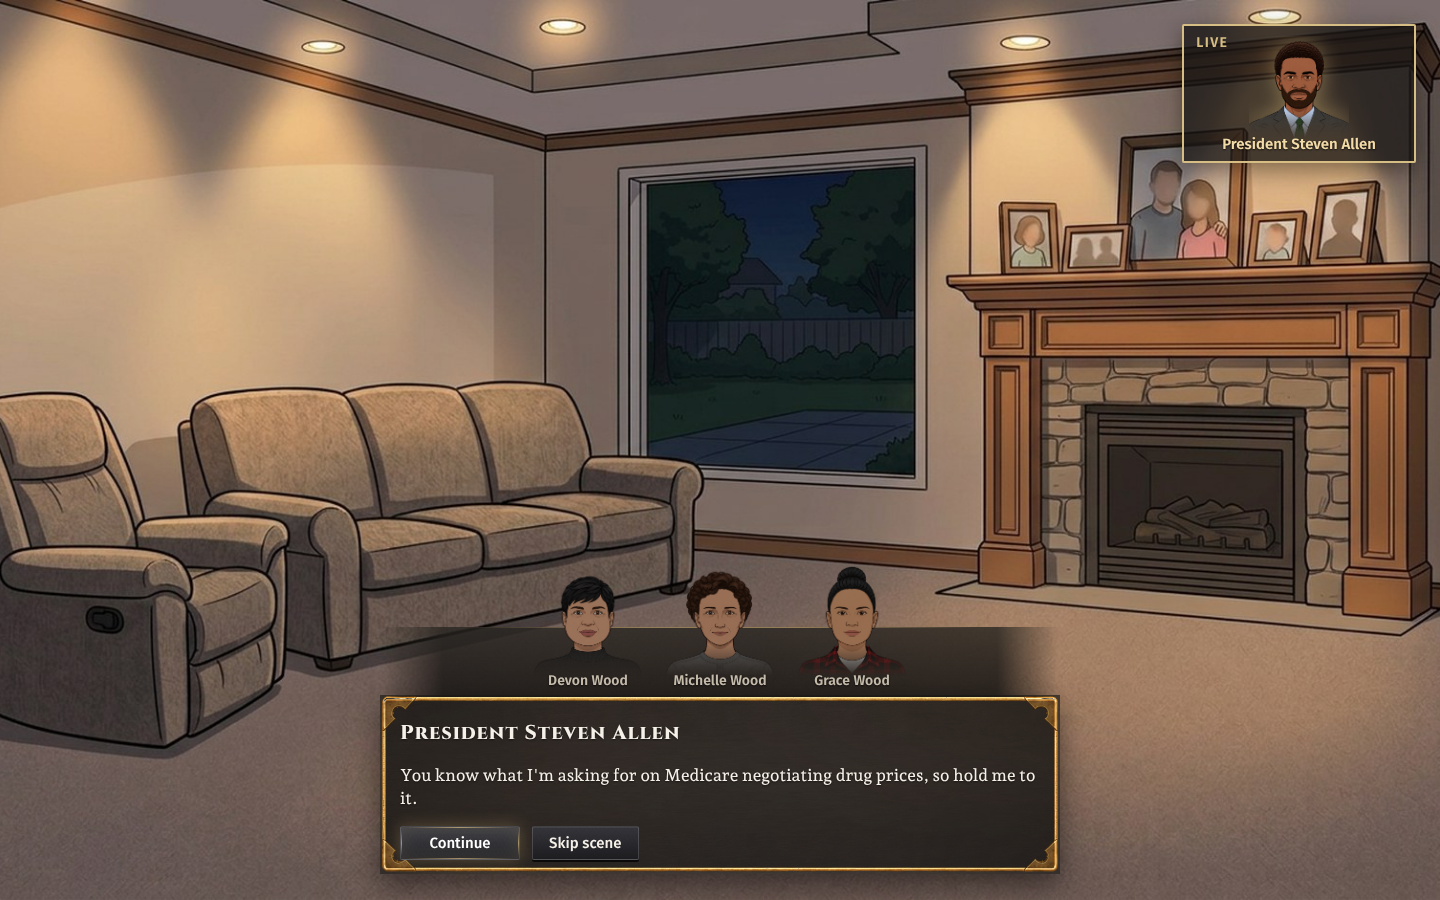 LIVE
President Steven Allen
Devon Wood
Michelle Wood
Grace Wood
President Steven Allen
You know what I'm asking for on Medicare negotiating drug prices, so hold me to
it.
Continue
Skip scene